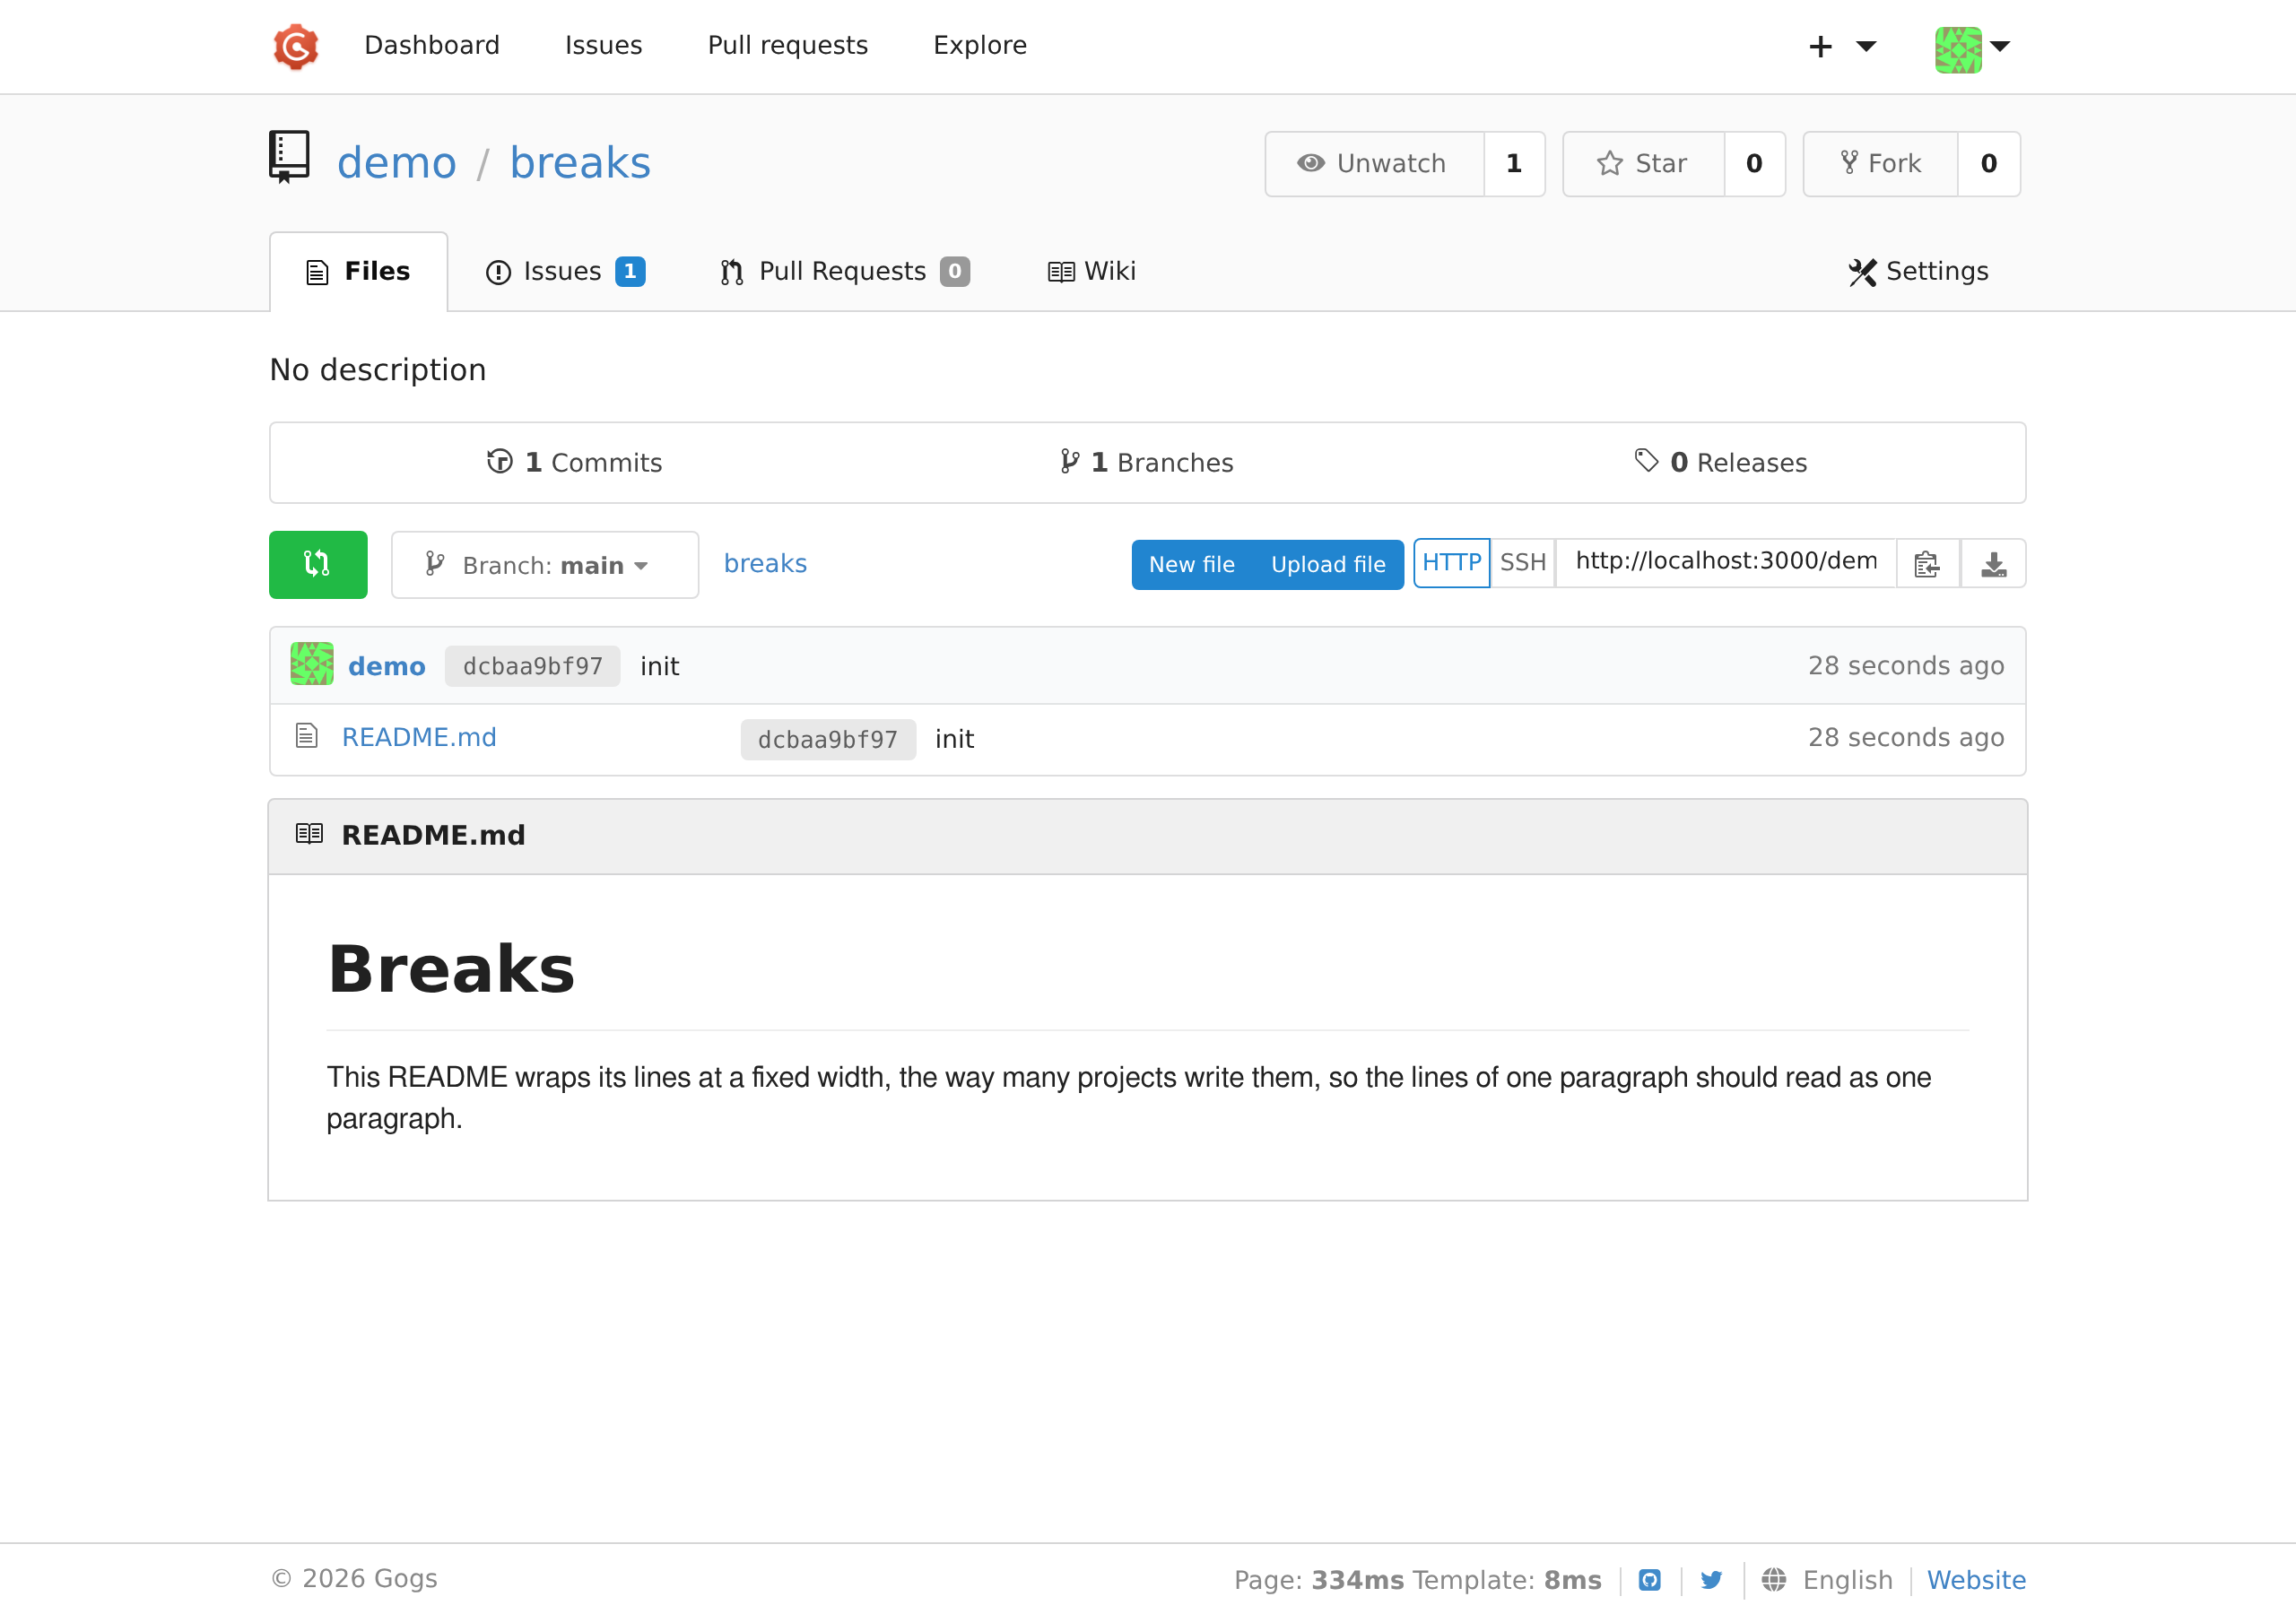 Dashboard Issues Pull requests Explore
demo / breaks Unwatch 1 Star 0 Fork 0
Files Issues 1 Pull Requests 0 Wiki Settings
No description
1 Commits 1 Branches 0 Releases
Branch: main breaks New file Upload file HTTP SSH http://localhost:3000/dem
demo dcbaa9bf97 init 28 seconds ago
README.md dcbaa9bf97 init 28 seconds ago
README.md
Breaks
This README wraps its lines at a fixed width, the way many projects write them, so the lines of one paragraph should read as one
paragraph.
© 2026 Gogs Page: 334ms Template: 8ms English Website